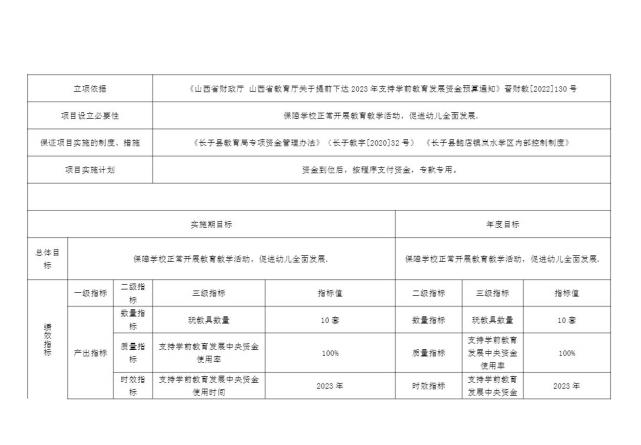 立项依据 《山西省财政厅 山西省教育厅关于提前下达 2023 年支持学前教育发展资金预算通知》晋财教[2022]130 号
项目设立必要性 保障学校正常开展教育教学活动，促进幼儿全面发展.
保证项目实施的制度、措施 《长子县教育局专项资金管理办法》（长子教字[2020]32 号） 《长子县鲍店镇岚水学区内部控制制度》
项目实施计划 资金到位后，按程序支付资金，专款专用。
实施期目标 年度目标
总体目
标
保障学校正常开展教育教学活动，促进幼儿全面发展. 保障学校正常开展教育教学活动，促进幼儿全面发展.
绩
效
指
标
一级指标 二级指
标 三级指标 指标值 二级指标 三级指标 指标值
产出指标
数量指
标 玩教具数量 10 套 数量指标 玩教具数量 10 套
质量指
标 支持学前教育发展中央资金
使用率 100% 质量指标 支持学前教育
发展中央资金
使用率 100%
时效指
标 支持学前教育发展中央资金
使用时间 2023 年 时效指标 支持学前教育
发展中央资金 2023 年